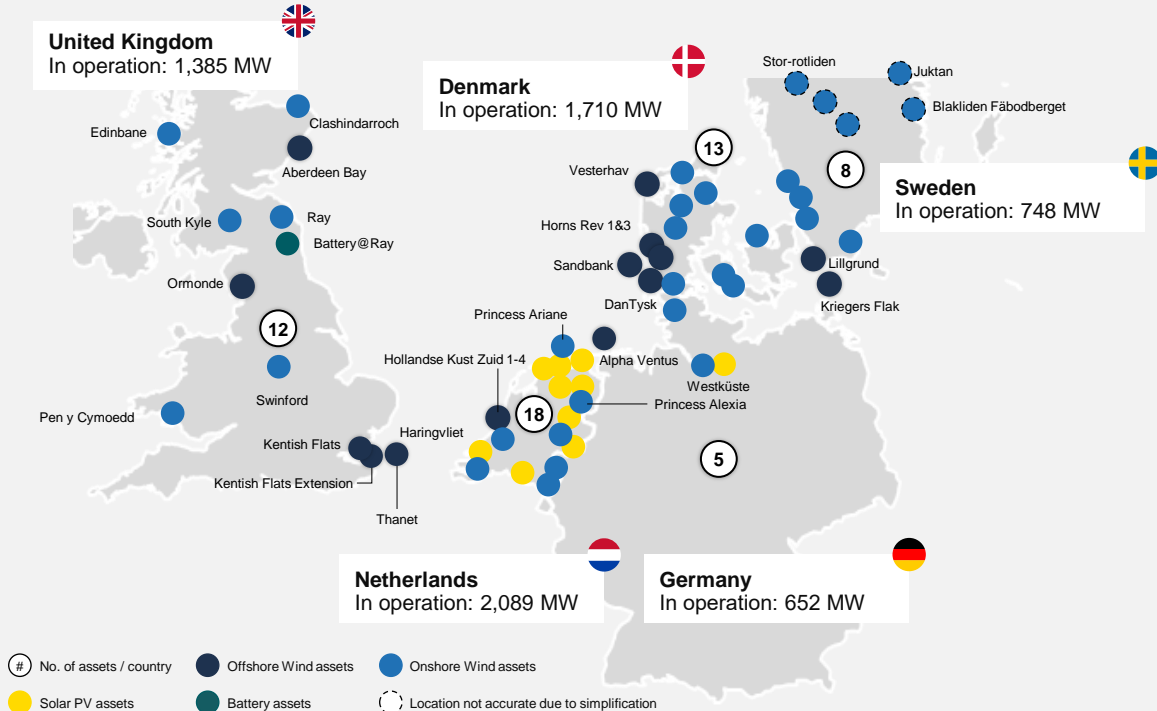 United Kingdom
In operation: 1,385 MW
Denmark
In operation: 1,710 MW
Stor-rotliden
Juktan
Blakliden Fäbodberget
Edinbane
Clashindarroch
Aberdeen Bay
13
8
Vesterhav
Sweden
In operation: 748 MW
South Kyle
Ray
Battery@Ray
Horns Rev 1&3
Sandbank
Lillgrund
Ormonde
DanTysk
Kriegers Flak
Princess Ariane
12
Hollandse Kust Zuid 1-4
Alpha Ventus
Westküste
Swinford
Princess Alexia
Pen y Cymoedd
18
Kentish Flats
Haringvliet
5
Kentish Flats Extension
Thanet
Netherlands
In operation: 2,089 MW
Germany
In operation: 652 MW
# No. of assets / country
Offshore Wind assets
Onshore Wind assets
Solar PV assets
Battery assets
Location not accurate due to simplification